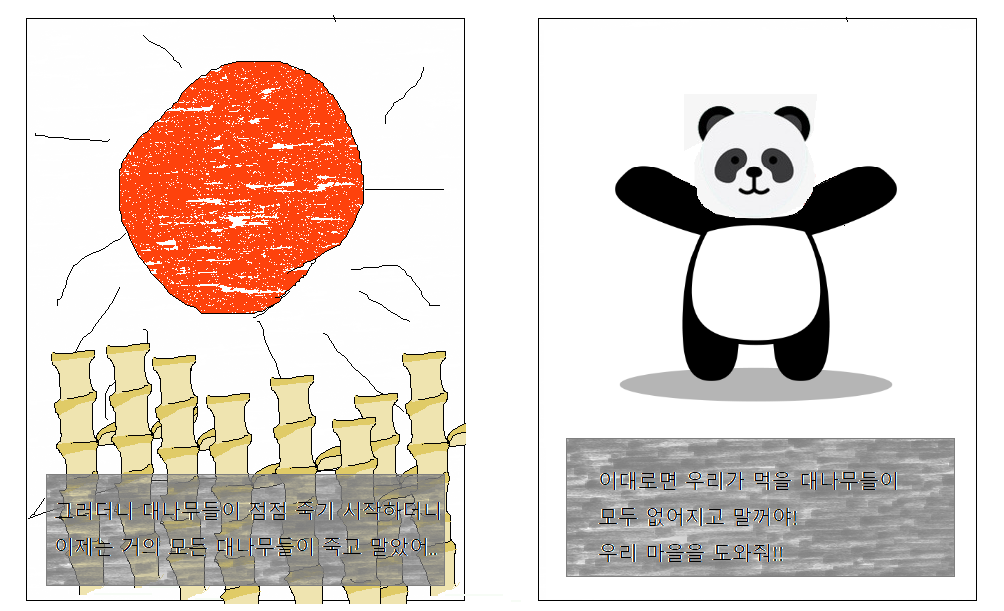 그러더니 대나무들이 점점 죽기 시작하더니
이제는 거의 모든 대나무들이 죽고 말았어..
이대로면 우리가 먹을 대나무들이
모두 없어지고 말꺼야!
우리 마을을 도와줘!!